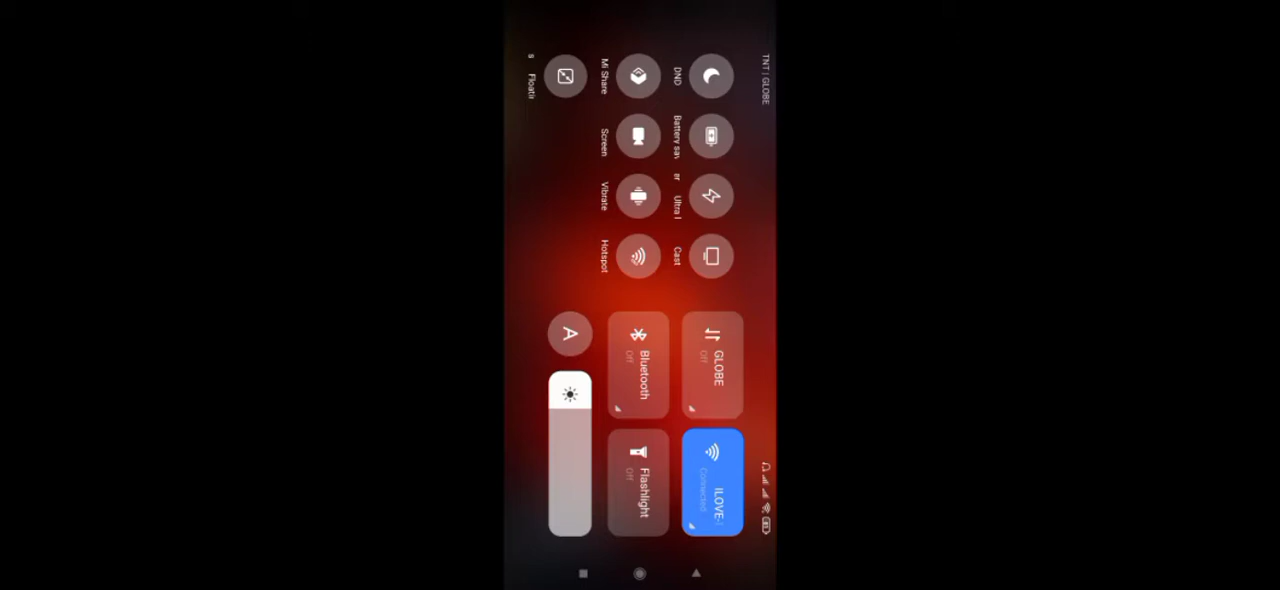 TNT | GLOBE
DND
Battery sav
er
Ultra
Cast
Mi Share
Screen
Vibrate
Hotspot
s
Floatin
GLOBE
Off
ILOVE-
Connected
Bluetooth
Off
Flashlight
Off
A